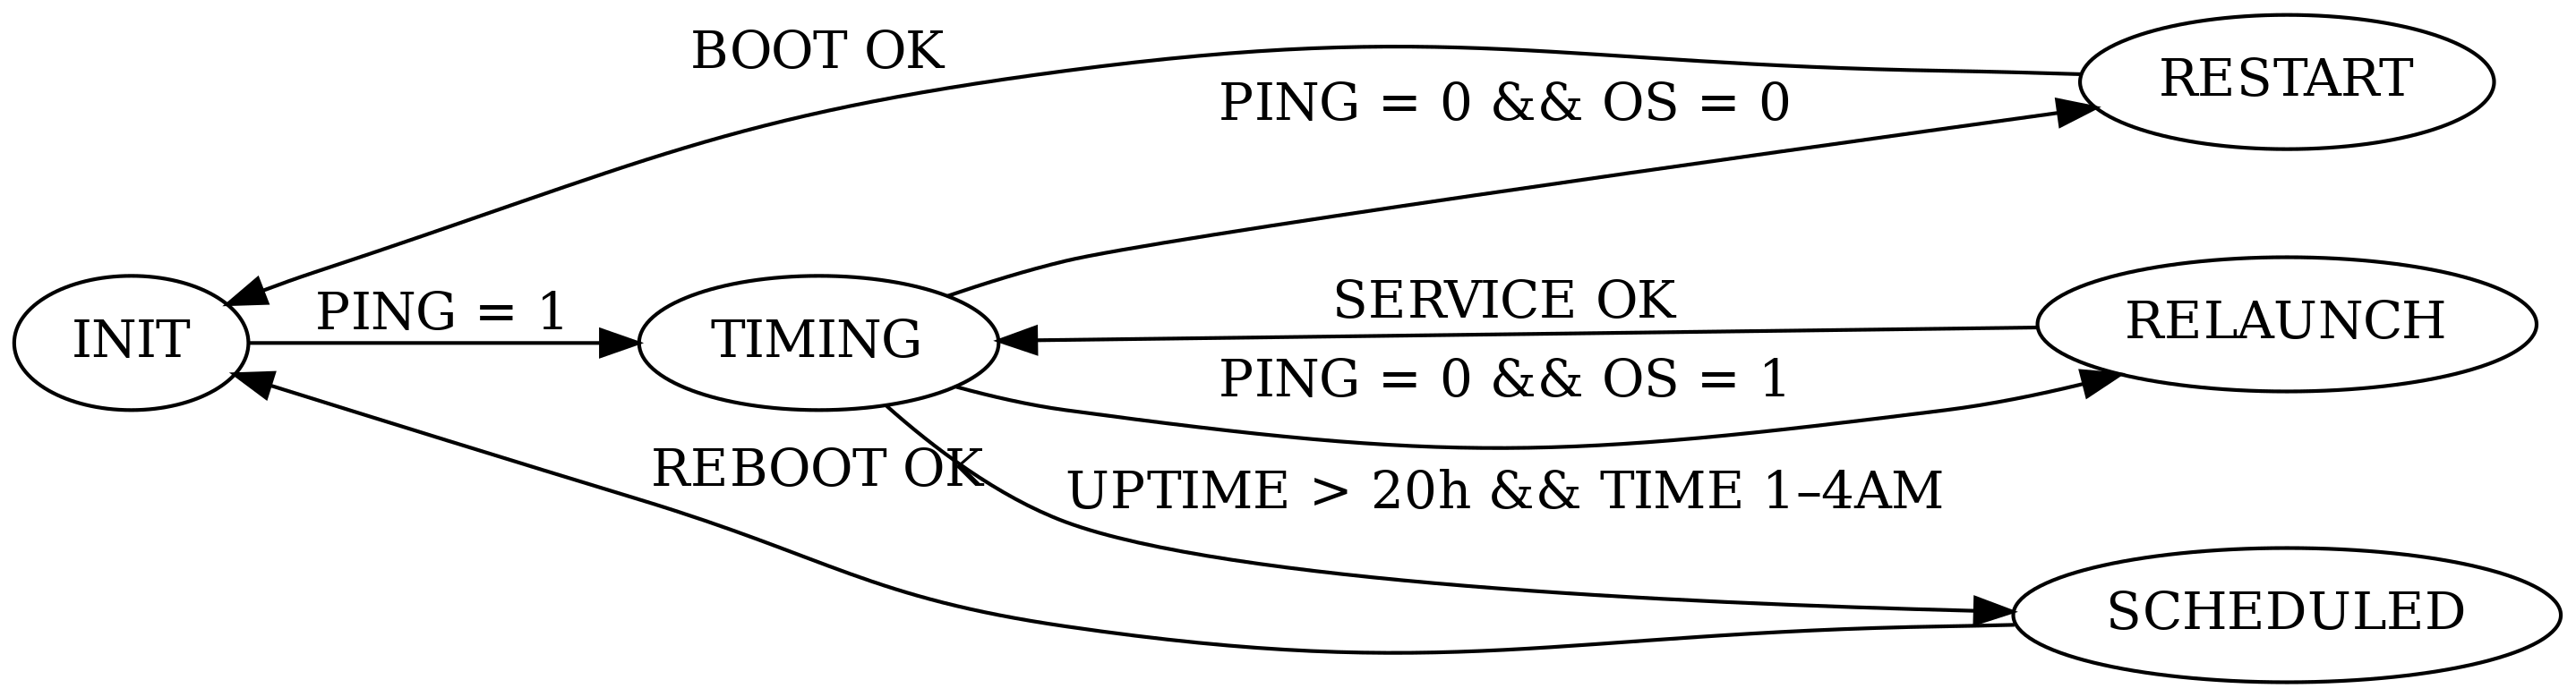 BOOT OK
RESTART
PING = 0 && OS = 0
SERVICE OK
PING = 1
RELAUNCH
INIT
TIMING
PING = 0 && OS = 1
REBOOT OK
UPTIME > 20h && TIME 1–4AM
SCHEDULED